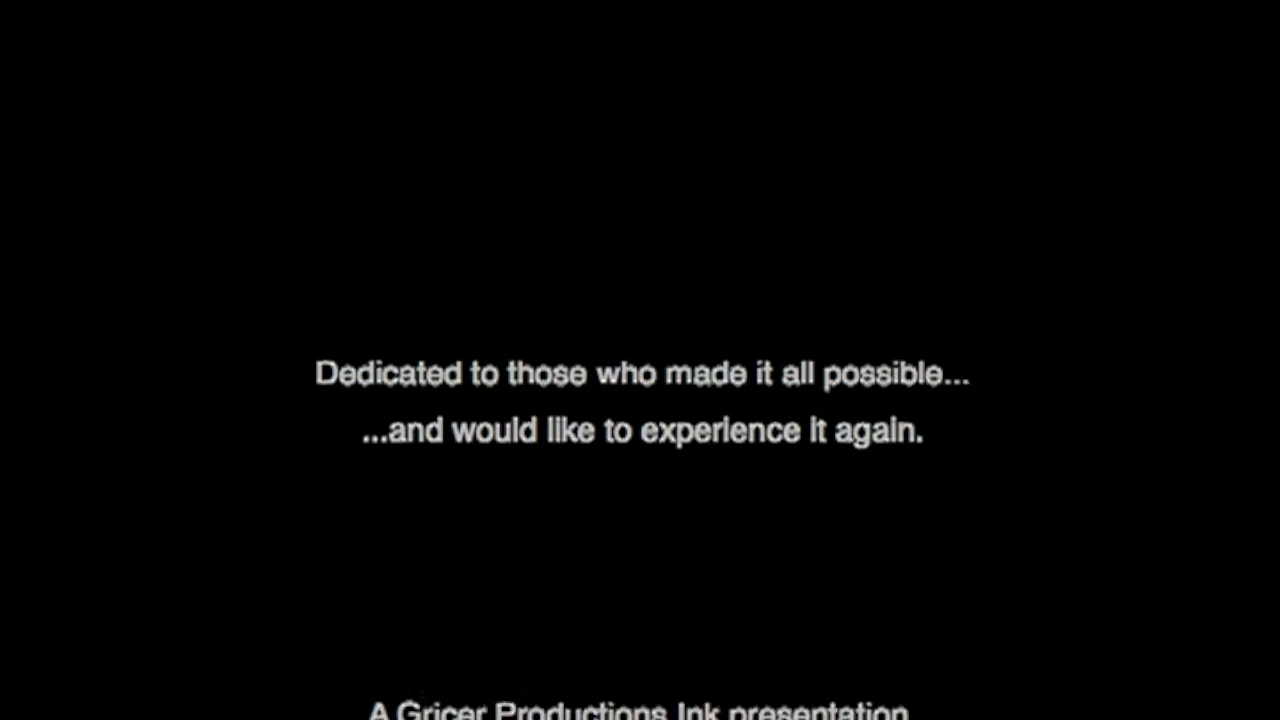 Dedicated to those who made it all possible...
...and would like to experience it again.
A Gricer Productions Ink presentation